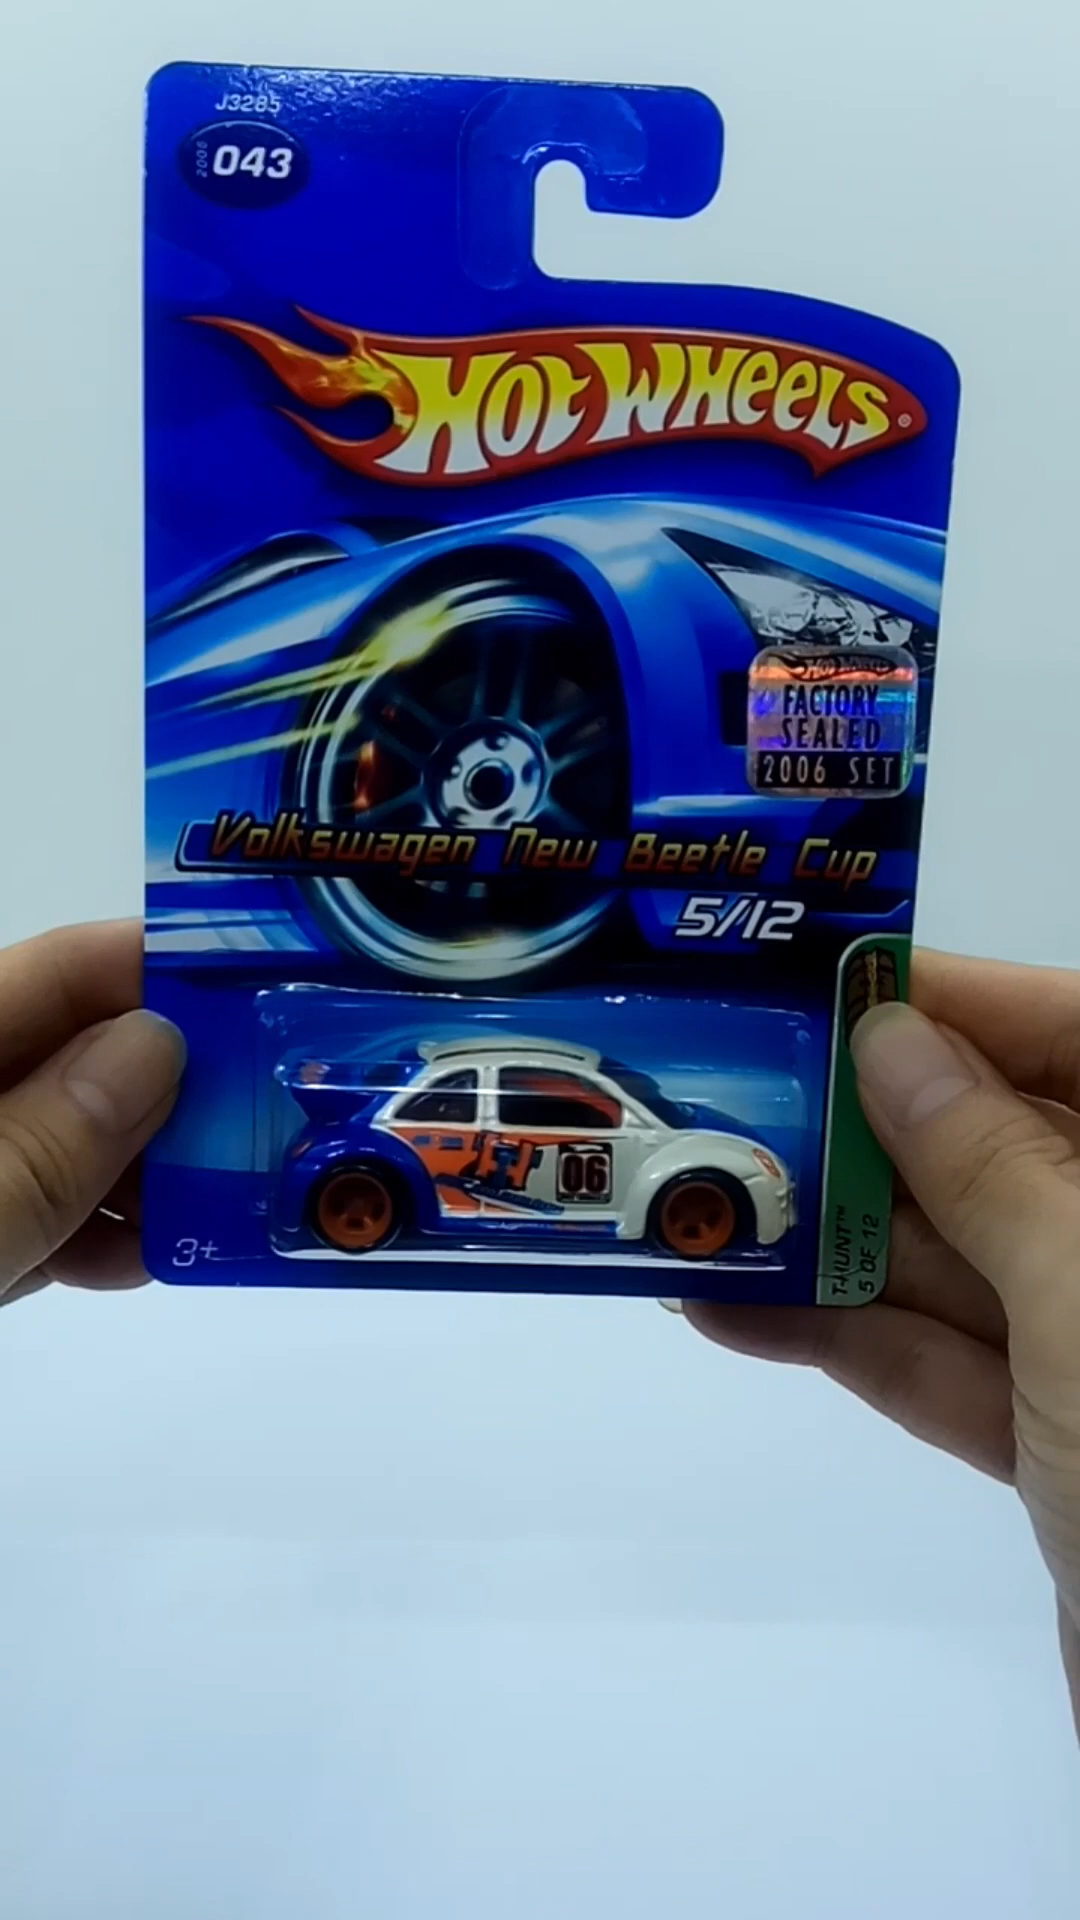 J3285
2006 043
HOT WHEELS®
HOT WHEELS
FACTORY
SEALED
2006 SET
Volkswagen New Beetle Cup
5/12
06
3+
T-HUNT™
5 OF 12